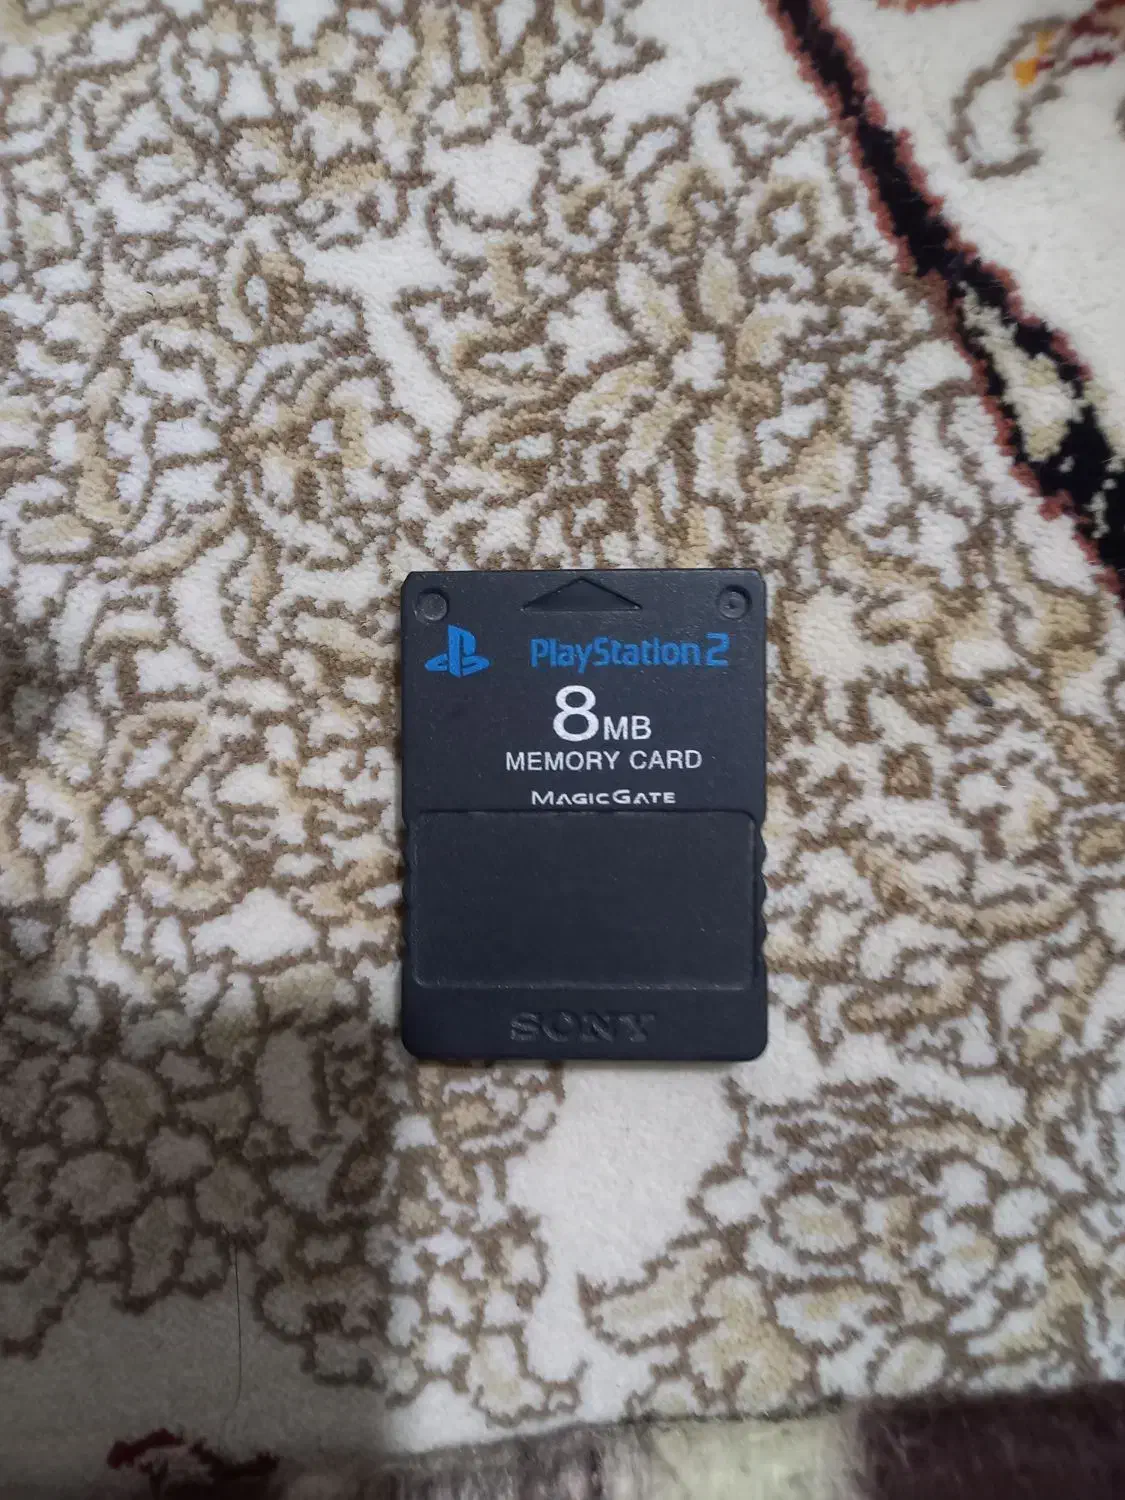 PlayStation 2
8MB
MEMORY CARD
MAGICGATE
SONY